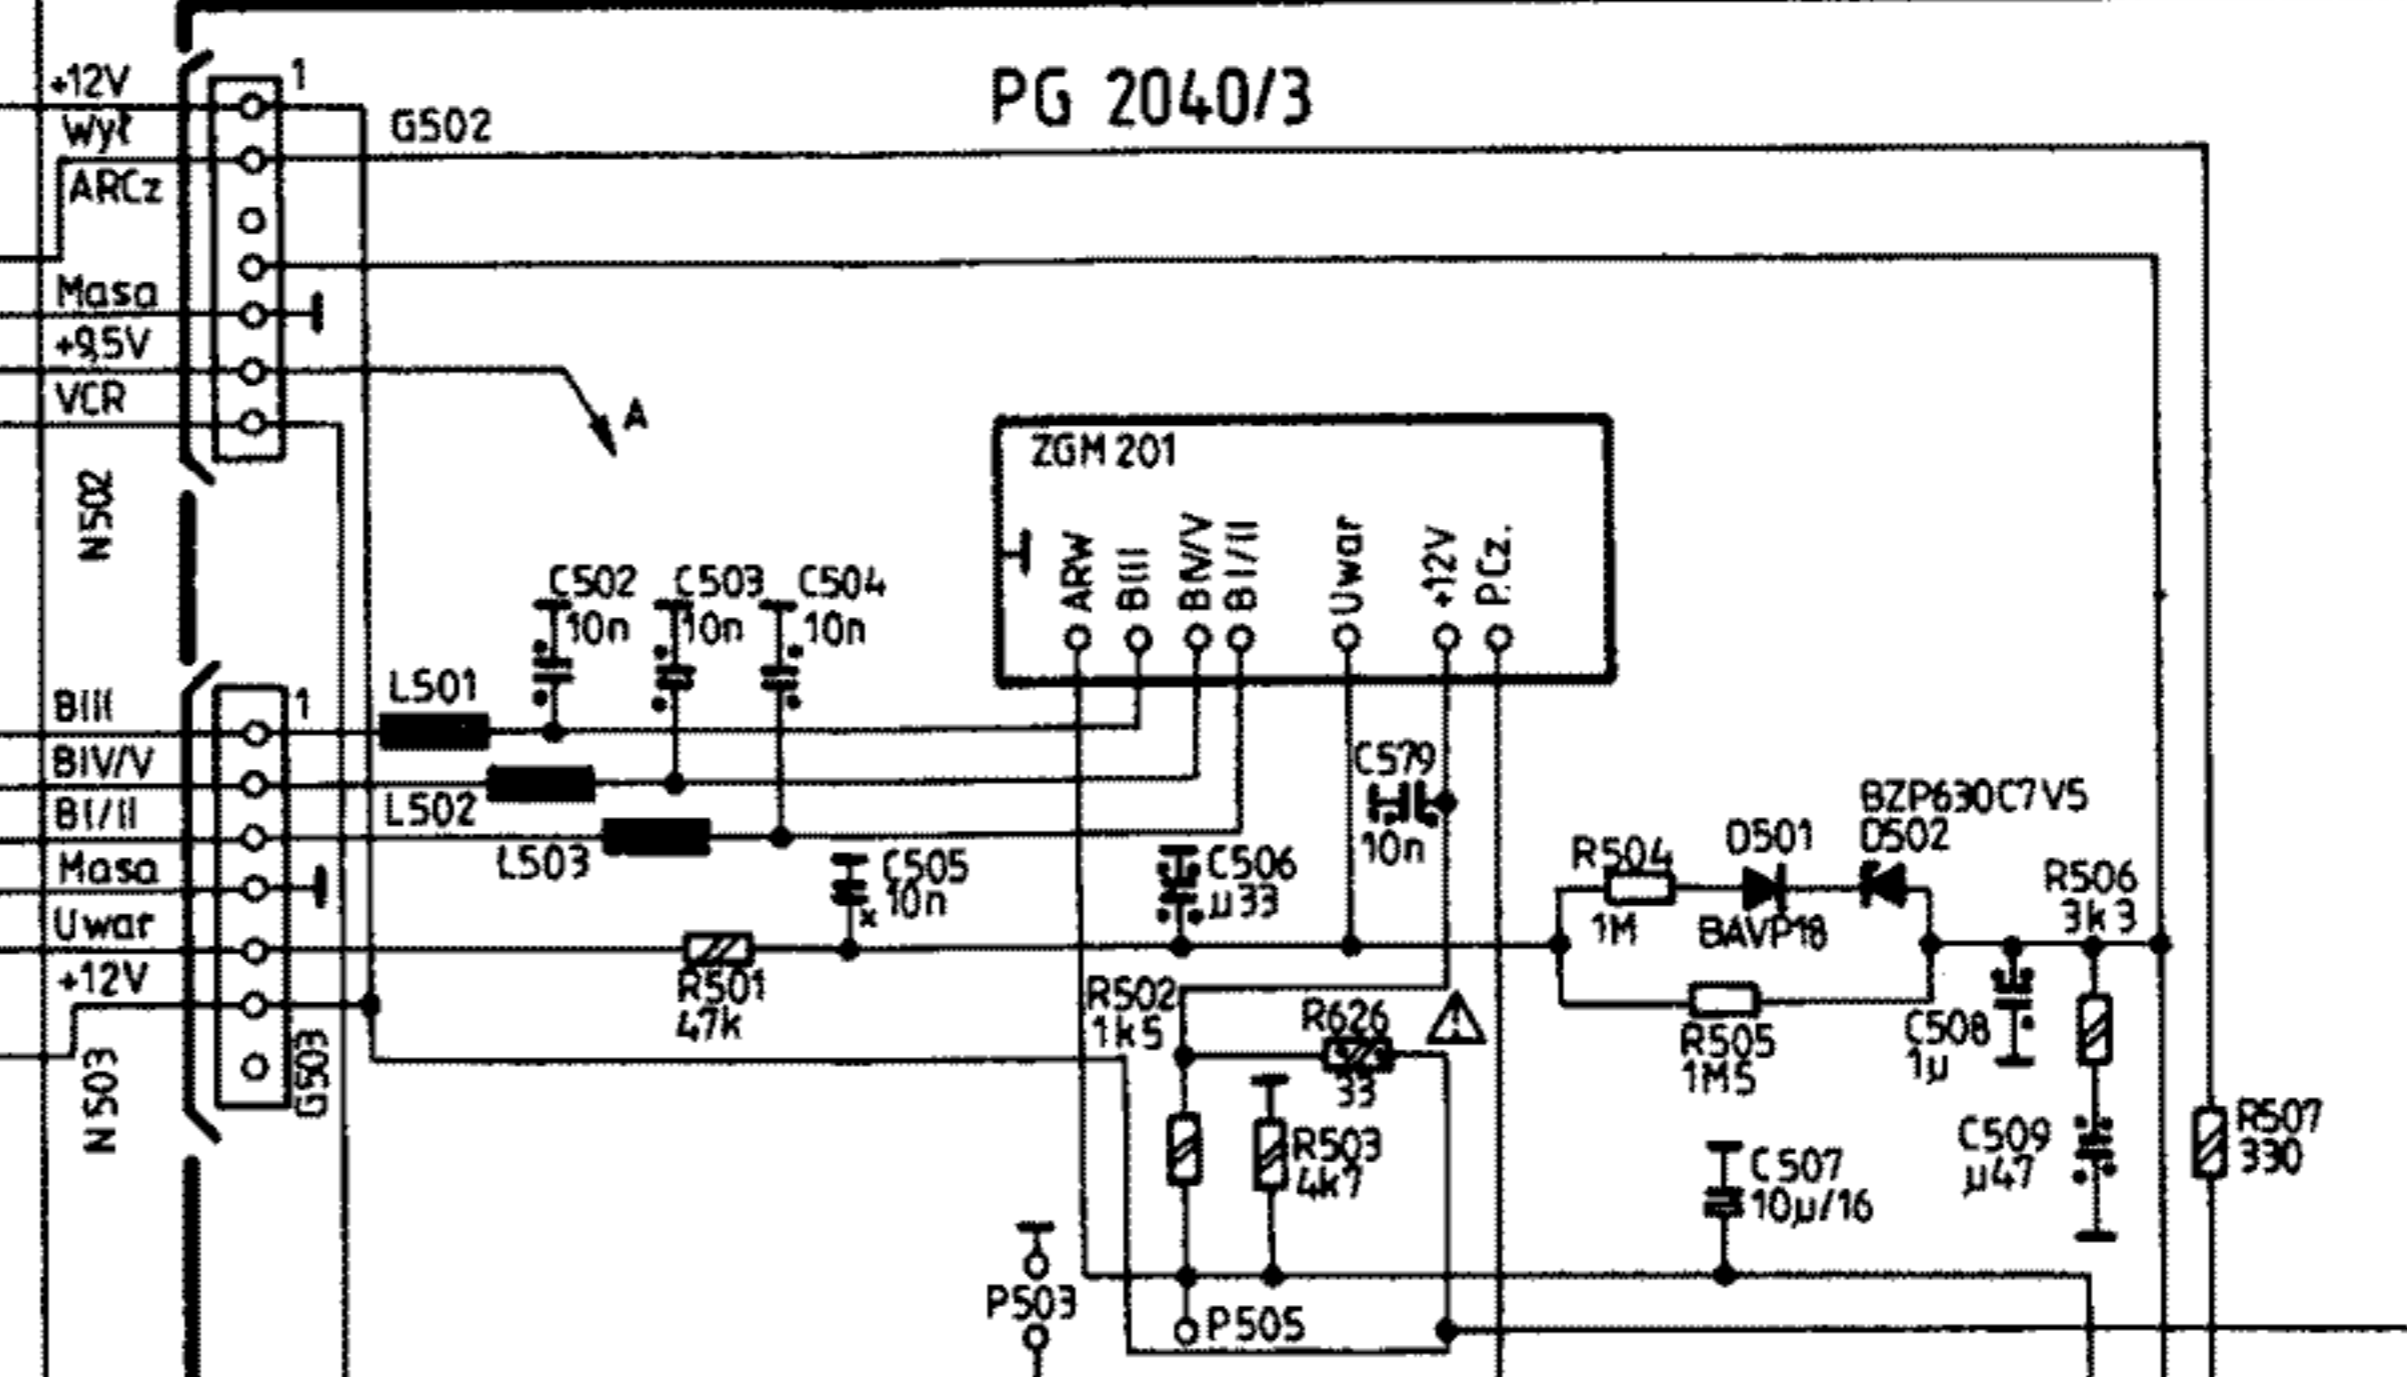 PG 2040/3
+12V
Wył
ARCz
Masa
+9,5V
VCR
1
G502
N502
A
ZGM 201
ARW
BIII
BIV/V
BI/II
Uwar
+12V
P.Cz.
C502
10n
C503
10n
C504
10n
BIII
BIV/V
BI/II
Masa
Uwar
+12V
1
N503
G503
L501
L502
L503
C505
10n
x
C506
µ33
C579
10n
R501
47k
R502
1k5
R626
33
R503
4k7
R504
1M
D501
BAVP18
BZP630C7V5
D502
R505
1M5
R506
3k3
C508
1µ
C509
µ47
R507
330
C507
10µ/16
P503
P505